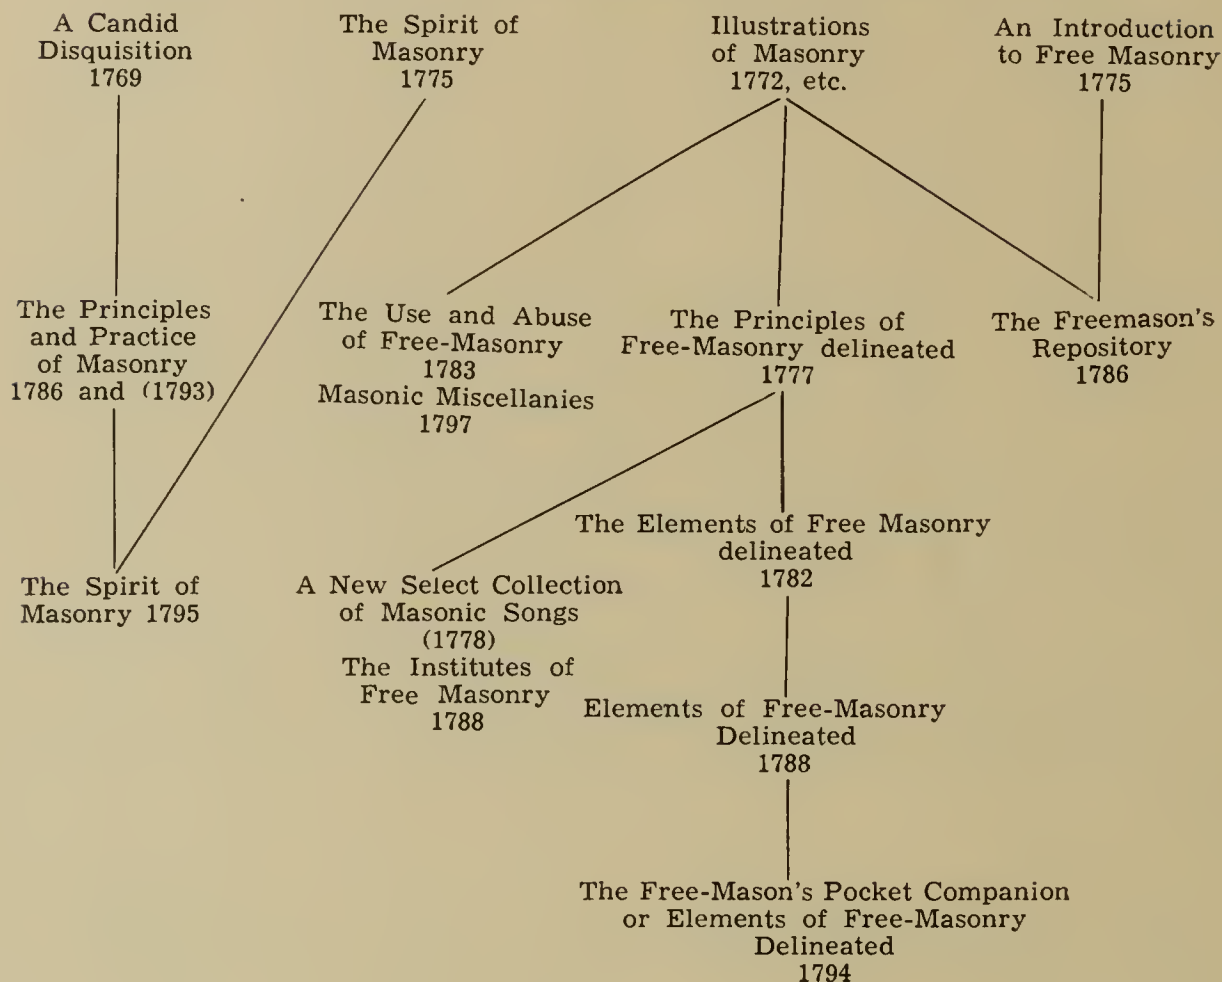 A Candid
Disquisition
1769
The Spirit of
Masonry
1775
Illustrations
of Masonry
1772, etc.
An Introduction
to Free Masonry
1775
The Principles
and Practice
of Masonry
1786 and (1793)
The Use and Abuse
of Free-Masonry
1783
Masonic Miscellanies
1797
The Principles of
Free-Masonry delineated
1777
The Freemason's
Repository
1786
The Spirit of
Masonry 1795
A New Select Collection
of Masonic Songs
(1778)
The Institutes of
Free Masonry
1788
The Elements of Free Masonry
delineated
1782
Elements of Free-Masonry
Delineated
1788
The Free-Mason's Pocket Companion
or Elements of Free-Masonry
Delineated
1794